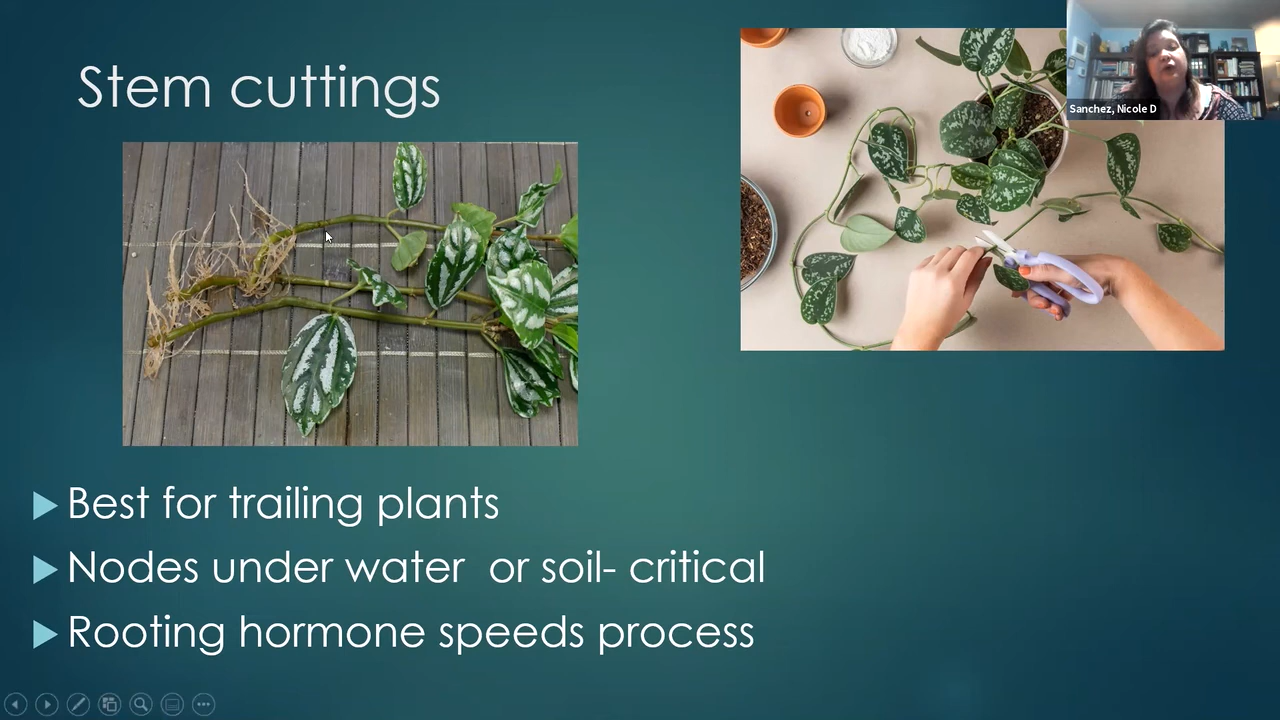 Stem cuttings
Sanchez, Nicole D
Best for trailing plants
Nodes under water  or soil- critical
Rooting hormone speeds process